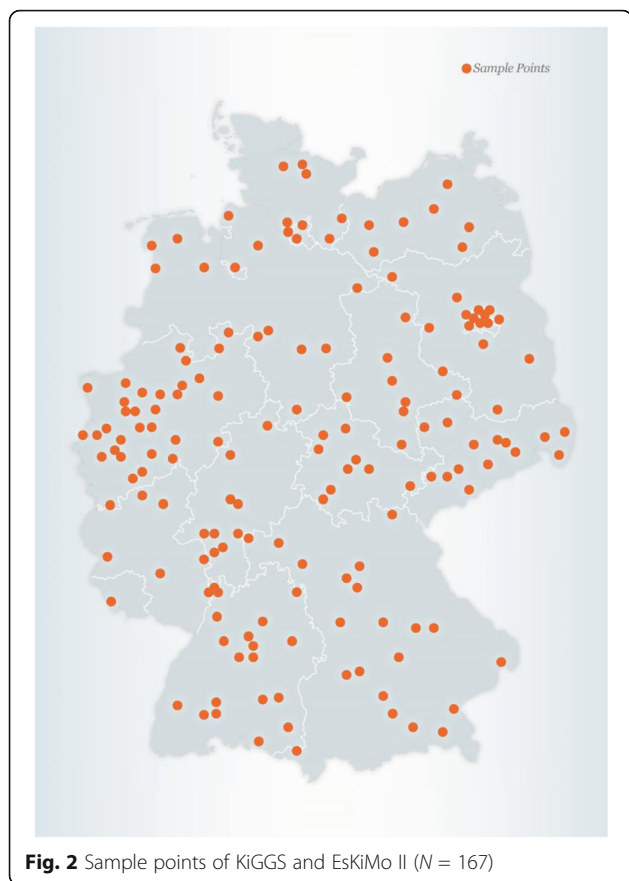 Sample Points
Fig. 2 Sample points of KiGGS and EsKiMo II (N = 167)